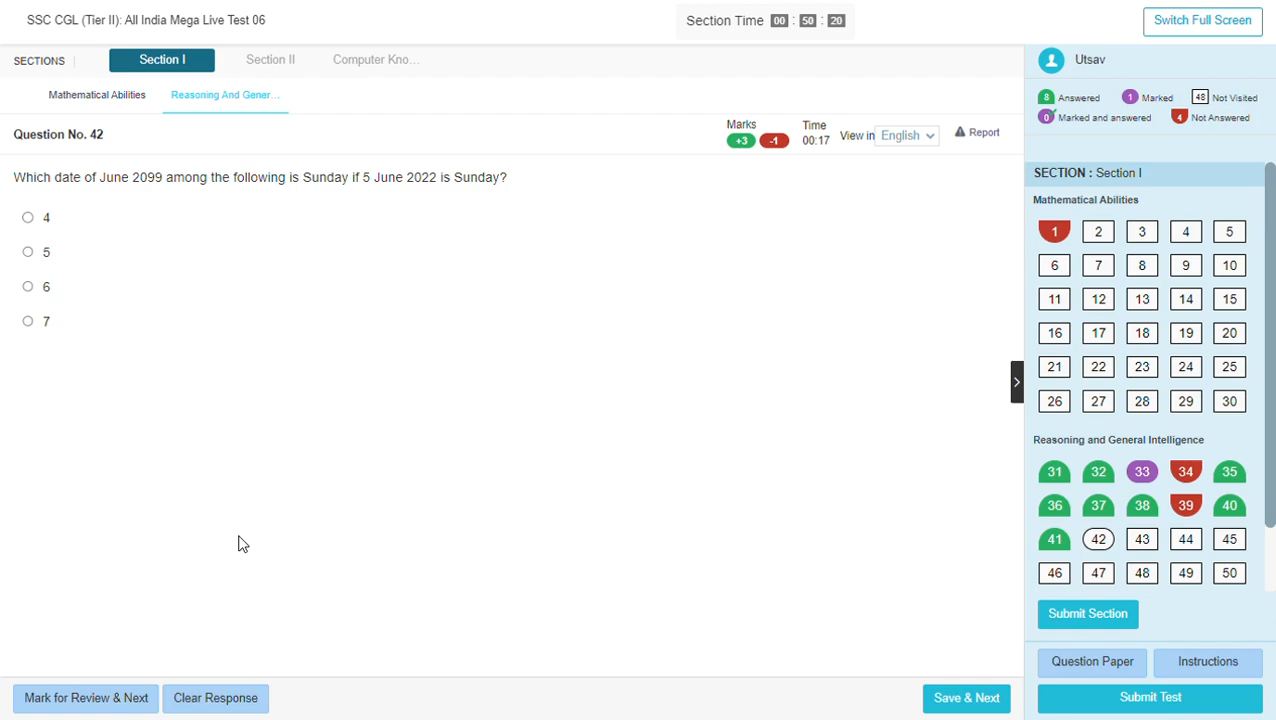 SSC CGL (Tier II): All India Mega Live Test 06
Section Time 00 : 50 : 20
Switch Full Screen
SECTIONS
Section I
Section II
Computer Kno...
Utsav
Mathematical Abilities
Reasoning And Gener...
8 Answered
1 Marked
48 Not Visited
0 Marked and answered
4 Not Answered
Question No. 42
Marks
+3 -1
Time
00:17
View in English
Report
SECTION : Section I
Which date of June 2099 among the following is Sunday if 5 June 2022 is Sunday?
4
5
6
7
Mathematical Abilities
1 2 3 4 5
6 7 8 9 10
11 12 13 14 15
16 17 18 19 20
21 22 23 24 25
26 27 28 29 30
Reasoning and General Intelligence
31 32 33 34 35
36 37 38 39 40
41 42 43 44 45
46 47 48 49 50
Submit Section
Question Paper
Instructions
Mark for Review & Next
Clear Response
Save & Next
Submit Test